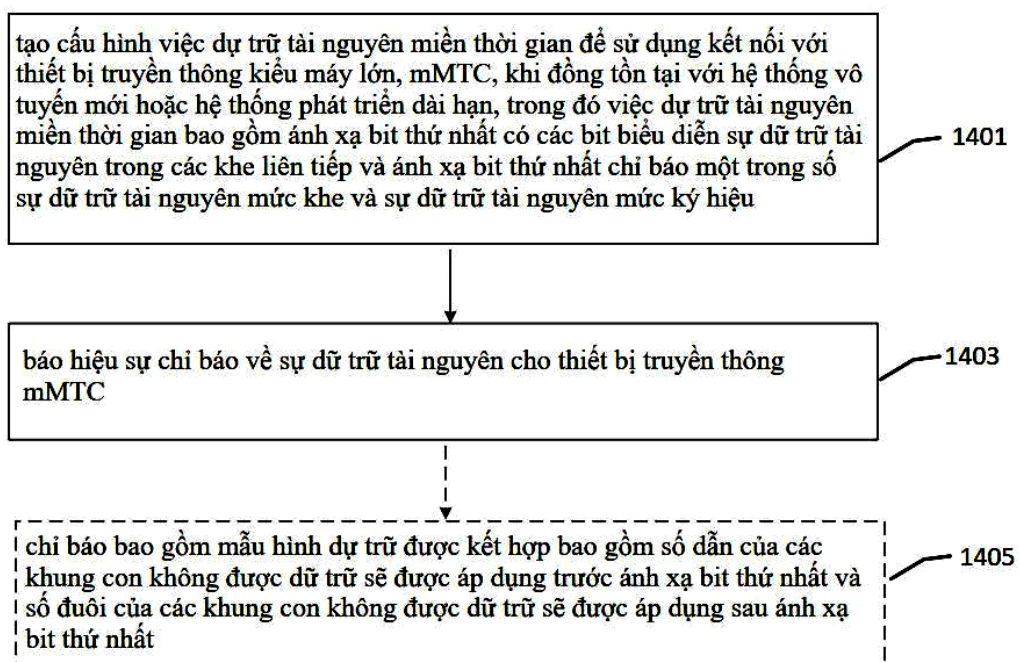 tạo cấu hình việc dự trữ tài nguyên miền thời gian để sử dụng kết nối với
thiết bị truyền thông kiểu máy lớn, mMTC, khi đồng tồn tại với hệ thống vô
tuyến mới hoặc hệ thống phát triển dài hạn, trong đó việc dự trữ tài nguyên
miền thời gian bao gồm ánh xạ bit thứ nhất có các bit biểu diễn sự dữ trữ tài
nguyên trong các khe liên tiếp và ánh xạ bit thứ nhất chỉ báo một trong số
sự dữ trữ tài nguyên mức khe và sự dữ trữ tài nguyên mức ký hiệu
1401
báo hiệu sự chỉ báo về sự dữ trữ tài nguyên cho thiết bị truyền thông
mMTC
1403
chỉ báo bao gồm mẫu hình dự trữ được kết hợp bao gồm số dẫn của các
khung con không được dữ trữ sẽ được áp dụng trước ánh xạ bit thứ nhất và
số đuôi của các khung con không được dữ trữ sẽ được áp dụng sau ánh xạ
bit thứ nhất
1405